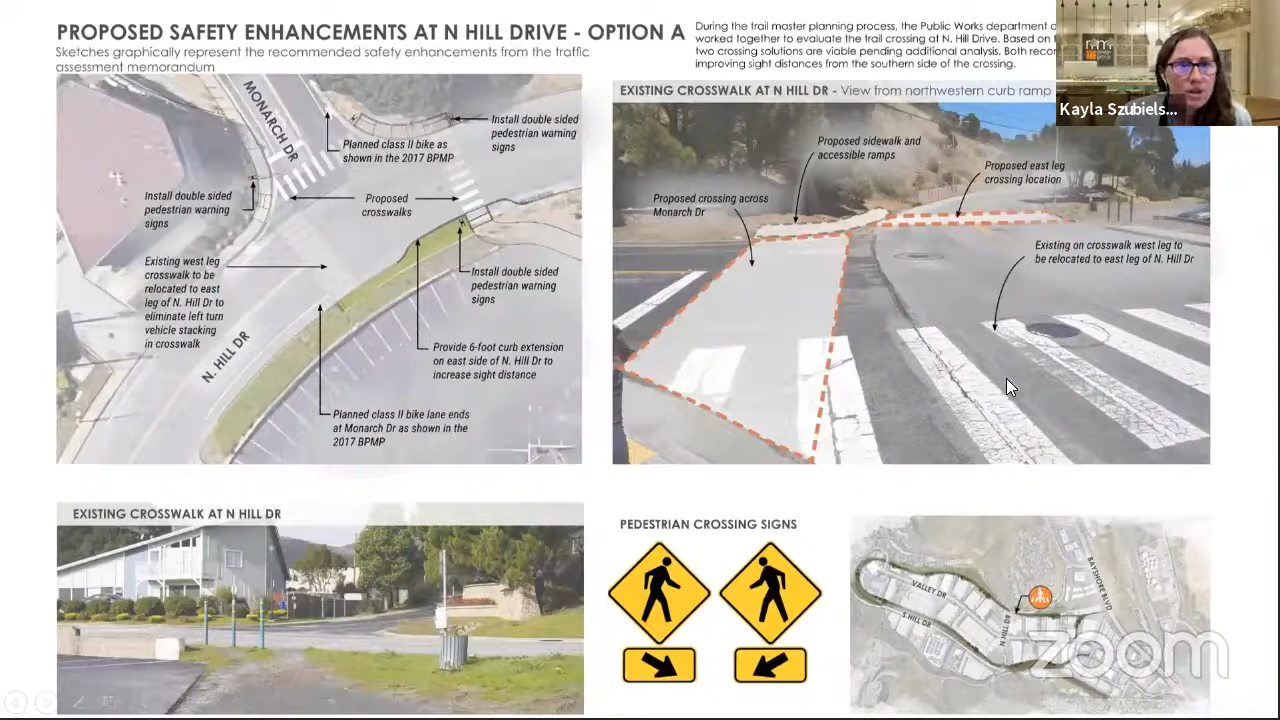 PROPOSED SAFETY ENHANCEMENTS AT N HILL DRIVE - OPTION A
Sketches graphically represent the recommended safety enhancements from the traffic
assessment memorandum
During the trail master planning process, the Public Works department
worked together to evaluate the trail crossing at N. Hill Drive. Based on
two crossing solutions are viable pending additional analysis. Both
improving sight distances from the southern side of the crossing.
Kayla Szubiels...
MONARCH DR
Install double sided
pedestrian warning
signs
Planned class II bike as
shown in the 2017 BPMP
Install double sided
pedestrian warning
signs
Proposed
crosswalks
Existing west leg
crosswalk to be
relocated to east
leg of N. Hill Dr to
eliminate left turn
vehicle stacking
in crosswalk
Install double sided
pedestrian warning
signs
N. HILL DR
Provide 6-foot curb extension
on east side of N. Hill Dr to
increase sight distance
Planned class II bike lane ends
at Monarch Dr as shown in the
2017 BPMP
EXISTING CROSSWALK AT N HILL DR - View from northwestern curb ramp
Proposed sidewalk and
accessible ramps
Proposed east leg
crossing location
Proposed crossing across
Monarch Dr
Existing on crosswalk west leg to
be relocated to east leg of N. Hill Dr
EXISTING CROSSWALK AT N HILL DR
PEDESTRIAN CROSSING SIGNS
VALLEY DR
S HILL DR
N HILL DR
BAYSHORE BLVD
zoom